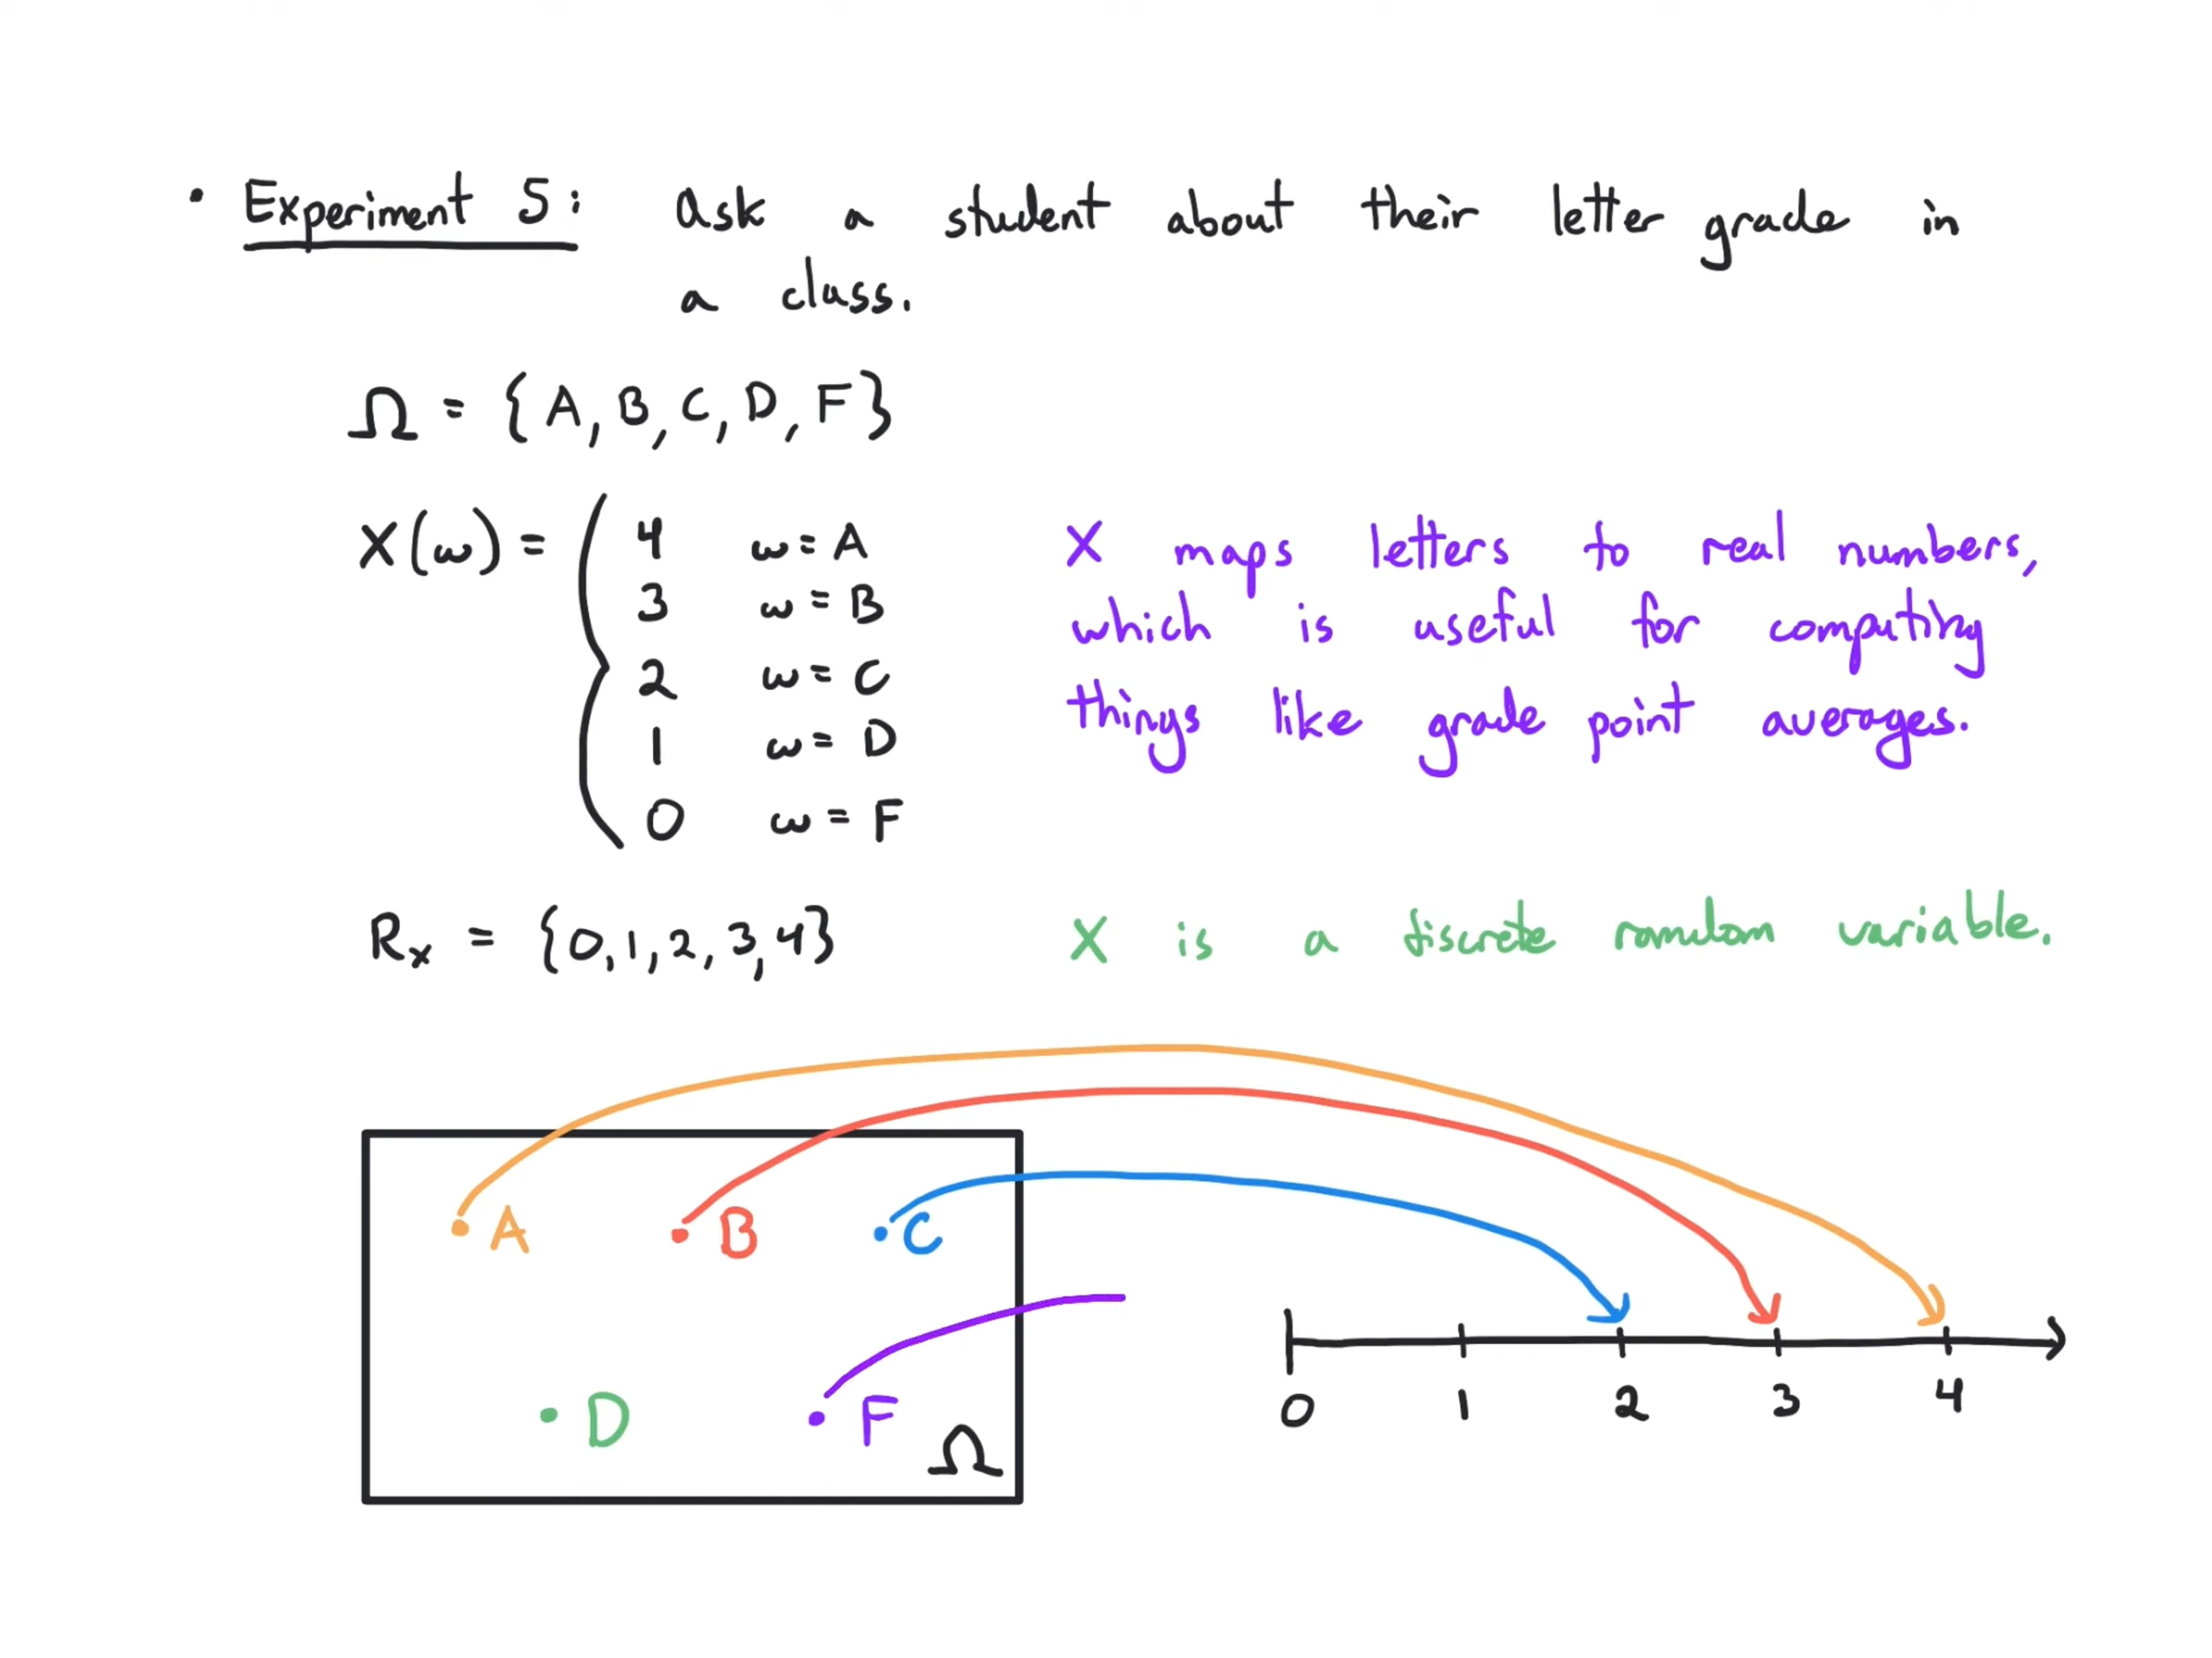 • Experiment 5: Ask a student about their letter grade in
a class.
Ω = {A, B, C, D, F}
X(ω) = { 4 ω = A
3 ω = B
2 ω = C
1 ω = D
0 ω = F
X maps letters to real numbers,
which is useful for computing
things like grade point averages.
Rx = {0, 1, 2, 3, 4}
X is a discrete random variable.
A B C
D F Ω
0 1 2 3 4